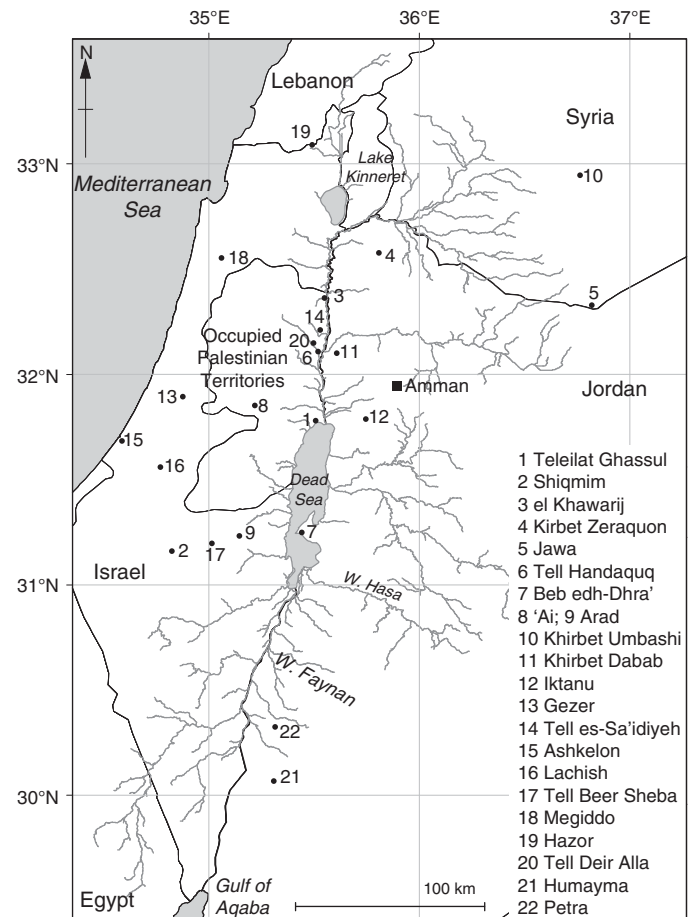 35°E
36°E
37°E
N
Lebanon
Syria
19
33°N
Lake
Kinneret
10
Mediterranean
Sea
18
4
3
5
14
Occupied
Palestinian
Territories
20
6
11
32°N
Amman
Jordan
13
8
1
12
15
16
Dead
Sea
7
9
2
17
Israel
31°N
W. Hasa
W. Faynan
22
21
30°N
Egypt
Gulf of
Aqaba
100 km
1 Teleilat Ghassul
2 Shiqmim
3 el Khawarij
4 Kirbet Zeraquon
5 Jawa
6 Tell Handaquq
7 Beb edh-Dhra’
8 ‘Ai; 9 Arad
10 Khirbet Umbashi
11 Khirbet Dabab
12 Iktanu
13 Gezer
14 Tell es-Sa’idiyeh
15 Ashkelon
16 Lachish
17 Tell Beer Sheba
18 Megiddo
19 Hazor
20 Tell Deir Alla
21 Humayma
22 Petra